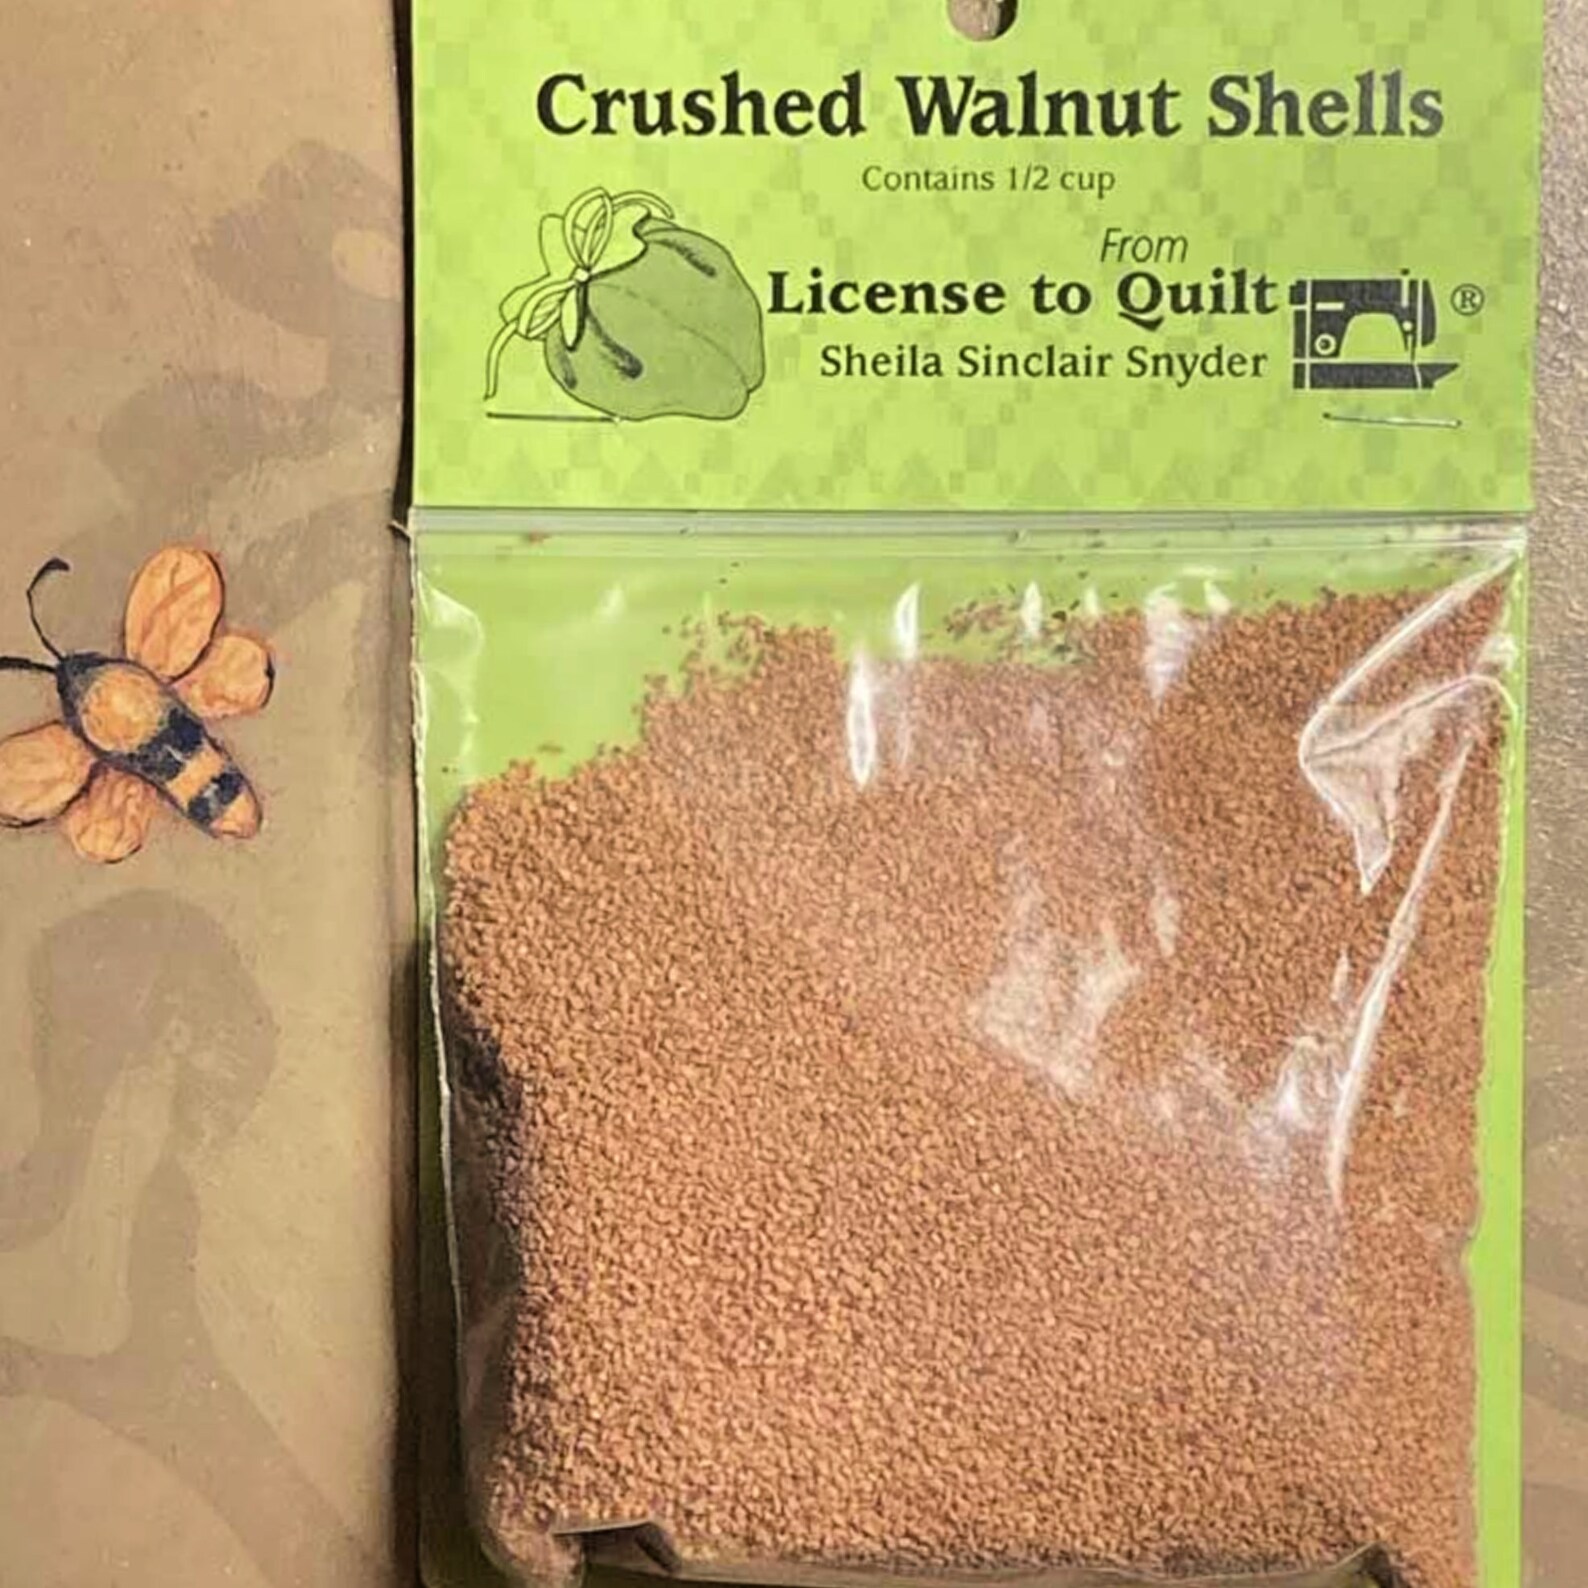 Crushed Walnut Shells
Contains 1/2 cup
From
License to Quilt ®
Sheila Sinclair Snyder